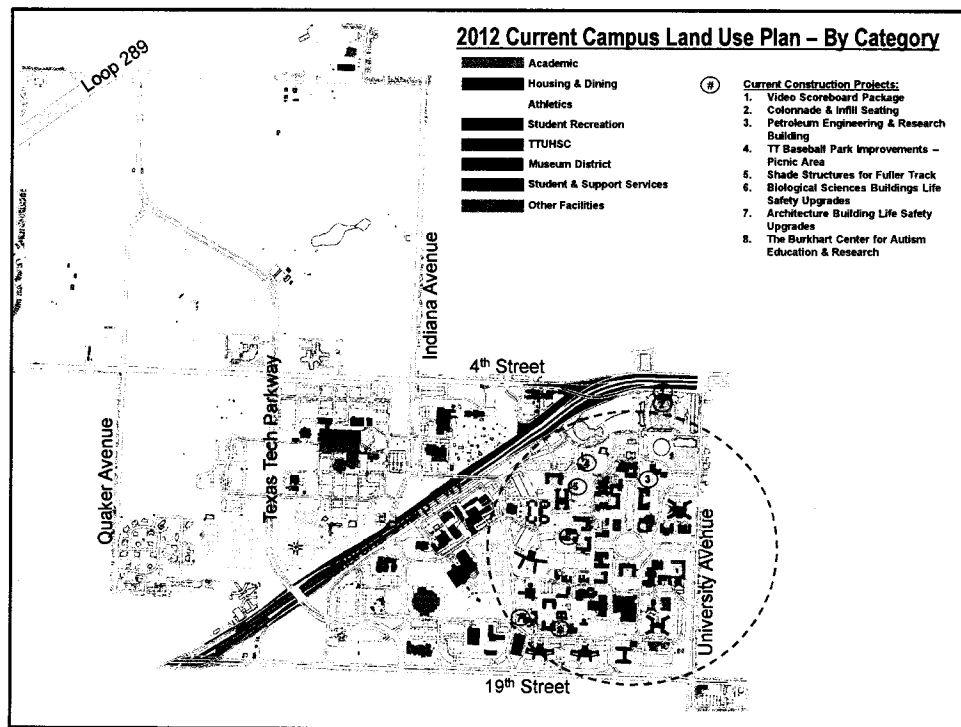 2012 Current Campus Land Use Plan – By Category
Loop 289
Academic
Housing & Dining
Athletics
Student Recreation
TTUHSC
Museum District
Student & Support Services
Other Facilities
#
Current Construction Projects:
1. Video Scoreboard Package
2. Colonnade & Infill Seating
3. Petroleum Engineering & Research
Building
4. TT Baseball Park Improvements –
Picnic Area
5. Shade Structures for Fuller Track
6. Biological Sciences Buildings Life
Safety Upgrades
7. Architecture Building Life Safety
Upgrades
8. The Burkhart Center for Autism
Education & Research
Indiana Avenue
4th Street
Texas Tech Parkway
Quaker Avenue
3
University Avenue
19th Street